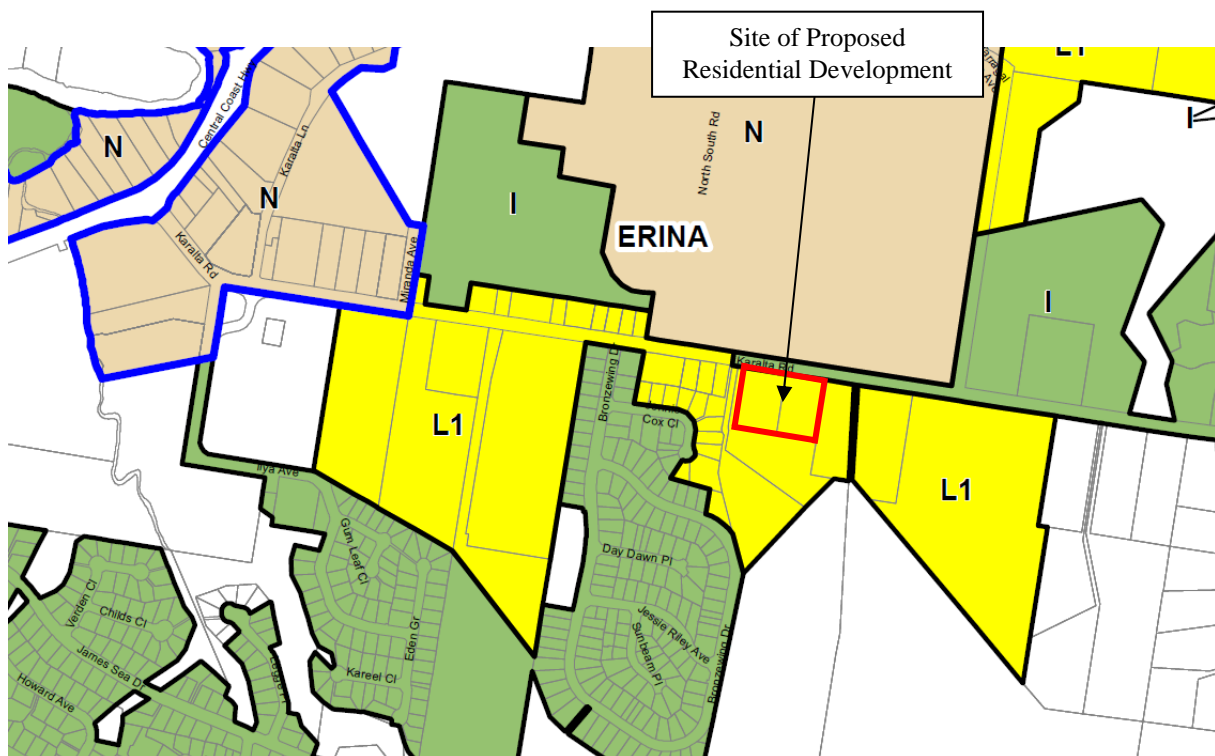 Site of Proposed
Residential Development
L1
Central Coast Hwy
Karalta Ln
North South Rd
N
N
N
I
I
I
ERINA
Karalta Rd
Miranda Ave
Karalta Rd
Bronzewing Dr
Cox Cl
L1
L1
Ilya Ave
Gum Leaf Cl
Day Dawn Pl
Jessie Riley Ave
Sunbeam Pl
Bronzewing Dr
Eden Gr
Kareel Cl
Verden Cl
Childs Cl
James Sea Dr
Howard Ave